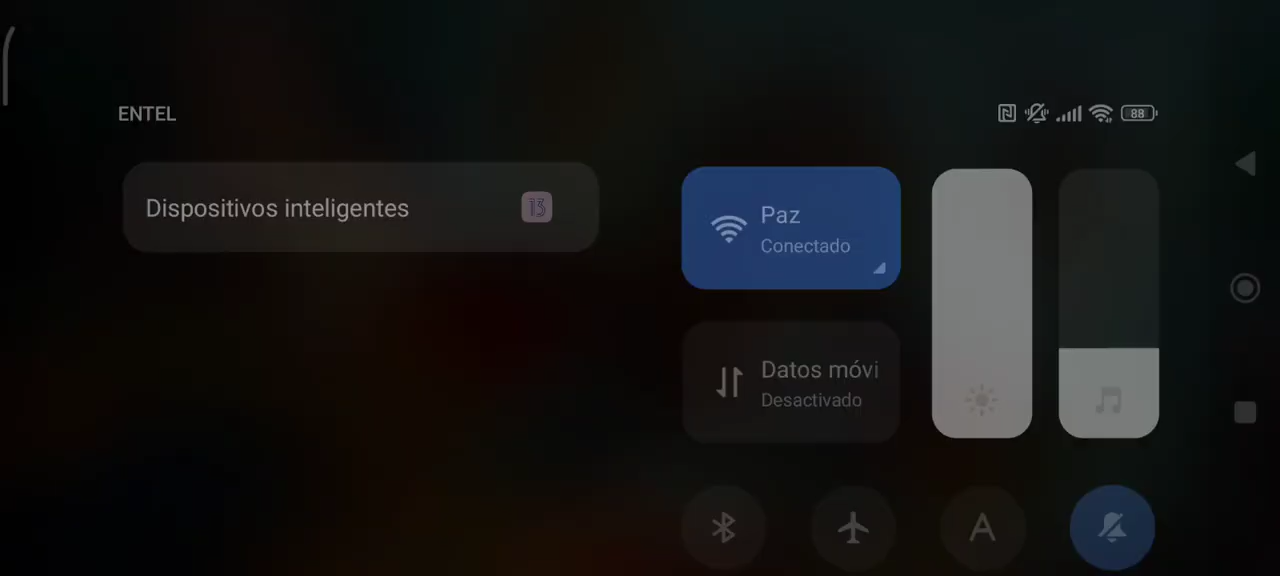 ENTEL
88
Dispositivos inteligentes
13
Paz
Conectado
Datos móvi
Desactivado
A